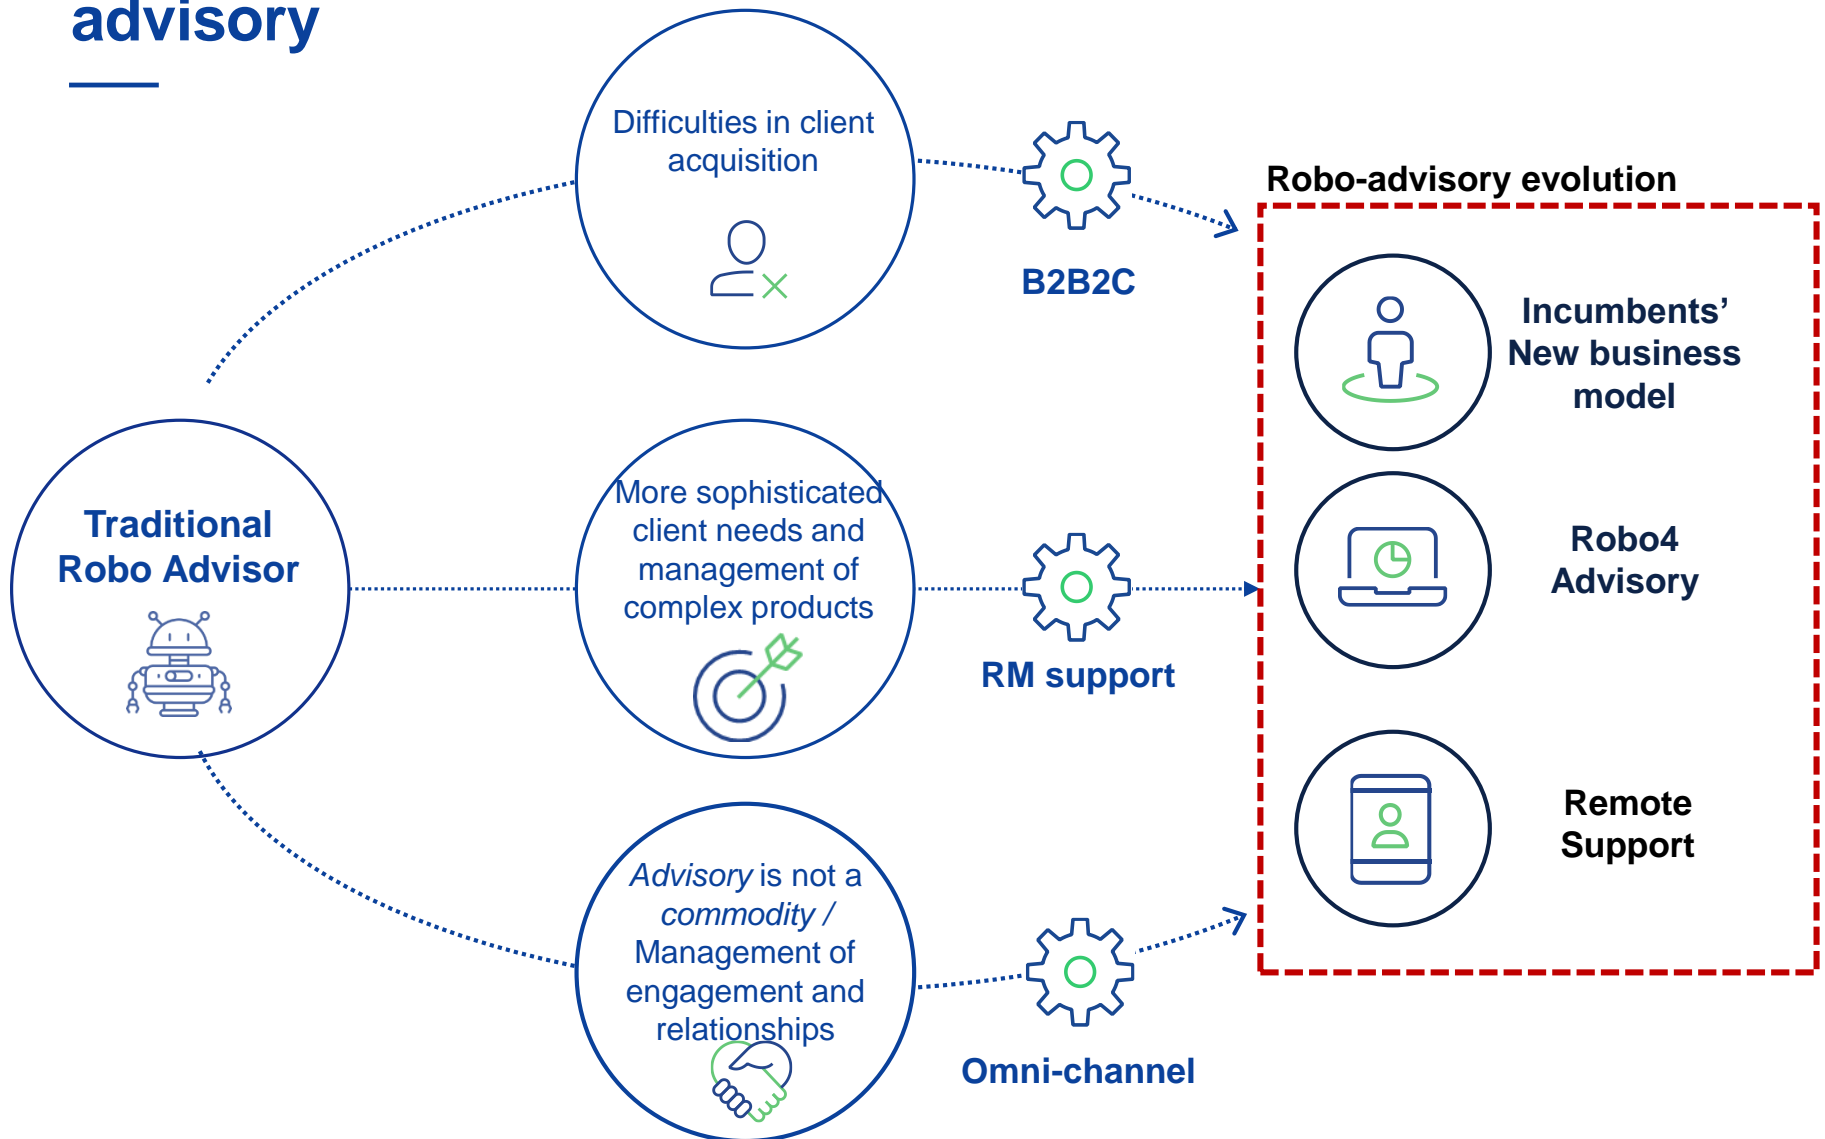 advisory
Difficulties in client
acquisition
B2B2C
Robo-advisory evolution
Incumbents’
New business
model
Traditional
Robo Advisor
More sophisticated
client needs and
management of
complex products
RM support
Robo4
Advisory
Advisory is not a
commodity /
Management of
engagement and
relationships
Omni-channel
Remote
Support